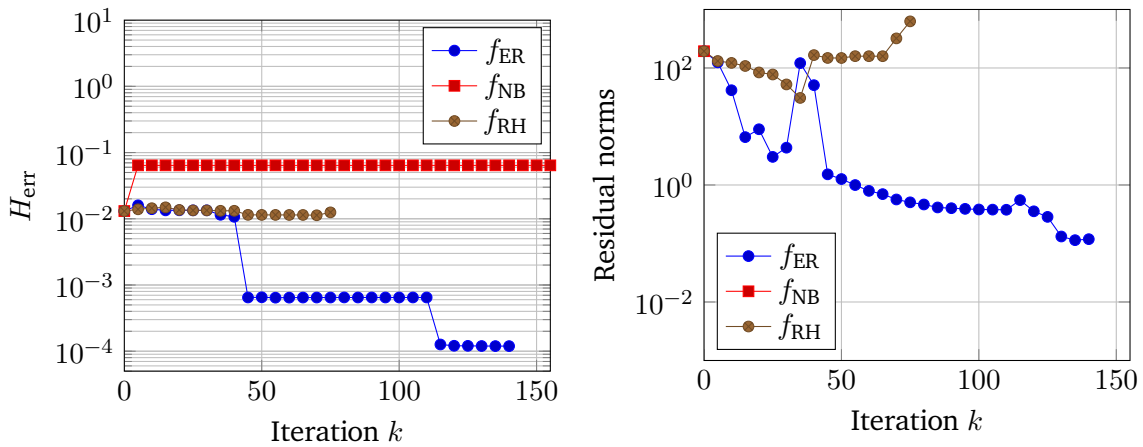 10^1
10^0
10^−1
10^−2
10^−3
10^−4
H_err
0 50 100 150
Iteration k
f_ER
f_NB
f_RH
10^2
10^0
10^−2
Residual norms
0 50 100 150
Iteration k
f_ER
f_NB
f_RH